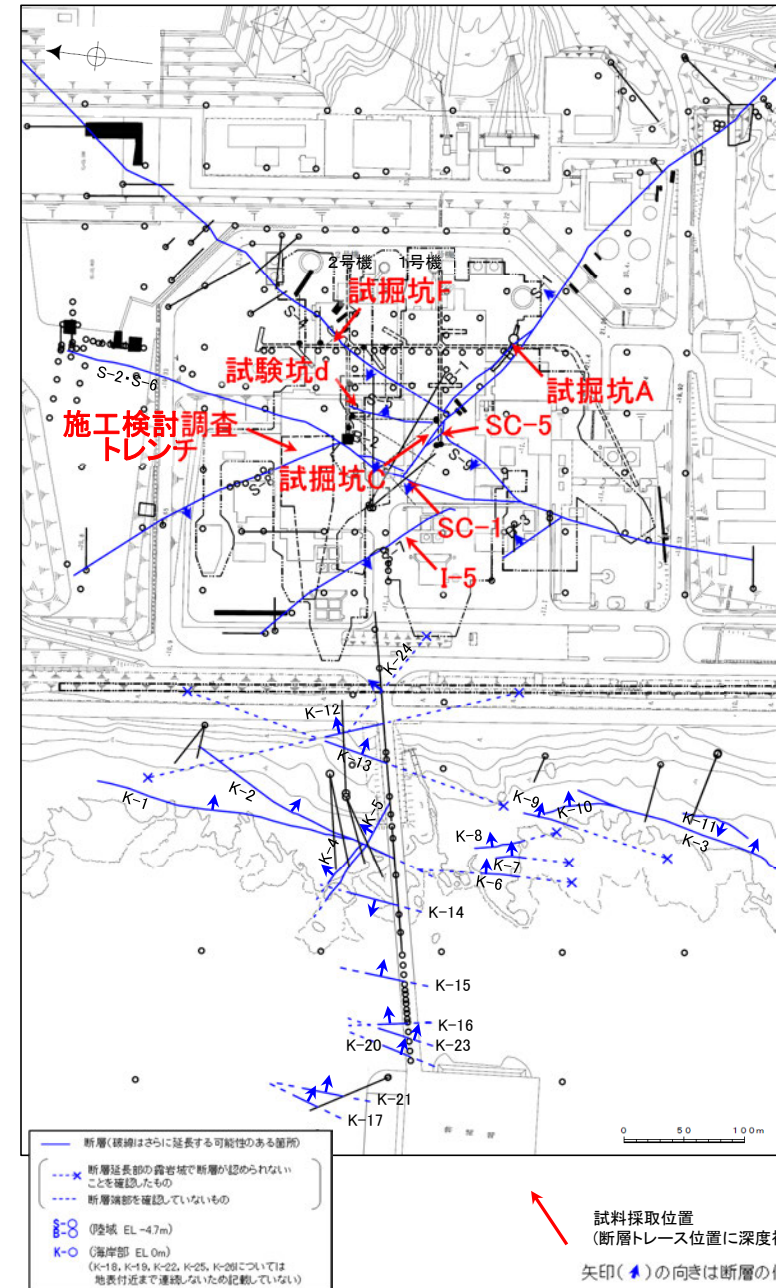 2号機 1号機
試掘坑F
S-4
S-1
試験坑d
B-1
試掘坑A
S-2・S-6
S-5
施工検討調査
トレンチ
B-2
SC-5
試掘坑C
SC-1
I-5
K-24
K-12
K-13
K-1
K-2
K-5
K-4
K-9
K-10
K-11
K-3
K-8
K-7
K-6
K-14
K-15
K-16
K-23
K-20
K-21
K-17
0 50 100m
断層(破線はさらに延長する可能性のある箇所)
断層延長部の露岩域で断層が認められない
ことを確認したもの
断層端部を確認していないもの
S-○
B-○ (陸域 EL -4.7m)
K-○ (海岸部 EL 0m)
(K-18, K-19, K-22, K-25, K-26については
地表付近まで連続しないため記載していない)
試料採取位置
(断層トレース位置に深度
矢印( )の向きは断層の